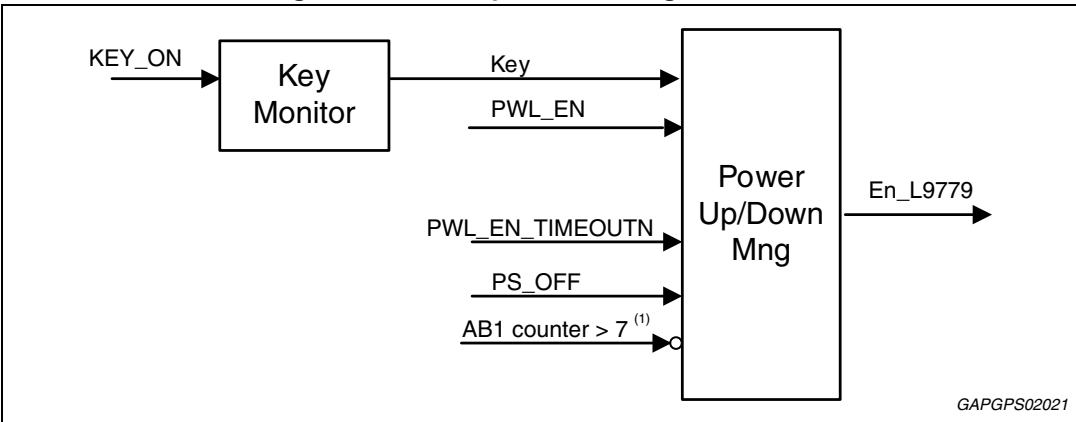 KEY_ON
Key
Monitor
Key
PWL_EN
PWL_EN_TIMEOUTN
PS_OFF
AB1 counter > 7 (1)
Power
Up/Down
Mng
En_L9779
GAPGPS02021